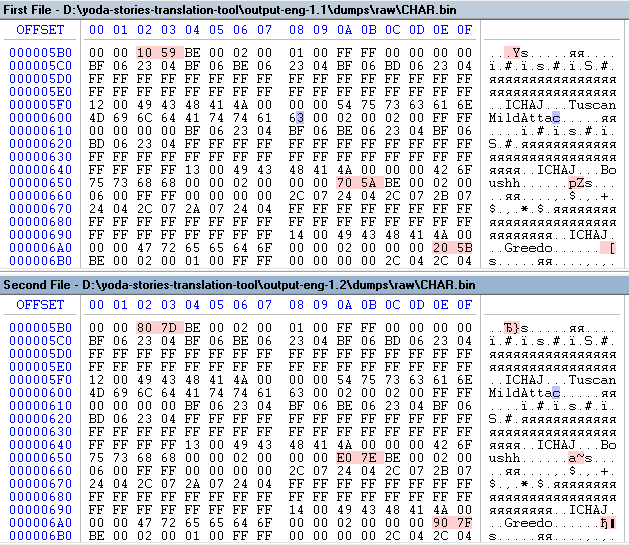 First File - D:\yoda-stories-translation-tool\output-eng-1.1\dumps\raw\CHAR.bin
OFFSET 00 01 02 03 04 05 06 07 08 09 0A 0B 0C 0D 0E 0F
000005B0 00 00 10 59 BE 00 02 00 01 00 FF FF 00 00 00 00 ...Yѕ.....яя....
000005C0 BF 06 23 04 BF 06 BE 06 23 04 BF 06 BD 06 23 04 ї.#.ї.ѕ.#.ї.Ѕ.#.
000005D0 FF FF FF FF FF FF FF FF FF FF FF FF FF FF FF FF яяяяяяяяяяяяяяяя
000005E0 FF FF FF FF FF FF FF FF FF FF FF FF FF FF FF FF яяяяяяяяяяяяяяяя
000005F0 12 00 49 43 48 41 4A 00 00 00 54 75 73 63 61 6E ..ICHAJ...Tuscan
00000600 4D 69 6C 64 41 74 74 61 63 00 02 00 02 00 FF FF MildAttac.....яя
00000610 00 00 00 00 BF 06 23 04 BF 06 BE 06 23 04 BF 06 ....ї.#.ї.ѕ.#.ї.
00000620 BD 06 23 04 FF FF FF FF FF FF FF FF FF FF FF FF Ѕ.#.яяяяяяяяяяяя
00000630 FF FF FF FF FF FF FF FF FF FF FF FF FF FF FF FF яяяяяяяяяяяяяяяя
00000640 FF FF FF FF 13 00 49 43 48 41 4A 00 00 00 42 6F яяяя..ICHAJ...Bo
00000650 75 73 68 68 00 00 02 00 00 00 70 5A BE 00 02 00 ushh......pZѕ...
00000660 06 00 FF FF 00 00 00 00 2C 07 24 04 2C 07 2B 07 ..яя....,.$.,.+.
00000670 24 04 2C 07 2A 07 24 04 FF FF FF FF FF FF FF FF $.,.*.$.яяяяяяяя
00000680 FF FF FF FF FF FF FF FF FF FF FF FF FF FF FF FF яяяяяяяяяяяяяяяя
00000690 FF FF FF FF FF FF FF FF 14 00 49 43 48 41 4A 00 яяяяяяяя..ICHAJ.
000006A0 00 00 47 72 65 65 64 6F 00 00 02 00 00 00 20 5B ..Greedo...... [
000006B0 BE 00 02 00 01 00 FF FF 00 00 00 00 2C 04 2C 04 ѕ.....яя....,.,.
Second File - D:\yoda-stories-translation-tool\output-eng-1.2\dumps\raw\CHAR.bin
OFFSET 00 01 02 03 04 05 06 07 08 09 0A 0B 0C 0D 0E 0F
000005B0 00 00 80 7D BE 00 02 00 01 00 FF FF 00 00 00 00 ..Ђ}ѕ.....яя....
000005C0 BF 06 23 04 BF 06 BE 06 23 04 BF 06 BD 06 23 04 ї.#.ї.ѕ.#.ї.Ѕ.#.
000005D0 FF FF FF FF FF FF FF FF FF FF FF FF FF FF FF FF яяяяяяяяяяяяяяяя
000005E0 FF FF FF FF FF FF FF FF FF FF FF FF FF FF FF FF яяяяяяяяяяяяяяяя
000005F0 12 00 49 43 48 41 4A 00 00 00 54 75 73 63 61 6E ..ICHAJ...Tuscan
00000600 4D 69 6C 64 41 74 74 61 63 00 02 00 02 00 FF FF MildAttac.....яя
00000610 00 00 00 00 BF 06 23 04 BF 06 BE 06 23 04 BF 06 ....ї.#.ї.ѕ.#.ї.
00000620 BD 06 23 04 FF FF FF FF FF FF FF FF FF FF FF FF Ѕ.#.яяяяяяяяяяяя
00000630 FF FF FF FF FF FF FF FF FF FF FF FF FF FF FF FF яяяяяяяяяяяяяяяя
00000640 FF FF FF FF 13 00 49 43 48 41 4A 00 00 00 42 6F яяяя..ICHAJ...Bo
00000650 75 73 68 68 00 00 02 00 00 00 E0 7E BE 00 02 00 ushh......а~ѕ...
00000660 06 00 FF FF 00 00 00 00 2C 07 24 04 2C 07 2B 07 ..яя....,.$.,.+.
00000670 24 04 2C 07 2A 07 24 04 FF FF FF FF FF FF FF FF $.,.*.$.яяяяяяяя
00000680 FF FF FF FF FF FF FF FF FF FF FF FF FF FF FF FF яяяяяяяяяяяяяяяя
00000690 FF FF FF FF FF FF FF FF 14 00 49 43 48 41 4A 00 яяяяяяяя..ICHAJ.
000006A0 00 00 47 72 65 65 64 6F 00 00 02 00 00 00 90 7F ..Greedo......ђ▮
000006B0 BE 00 02 00 01 00 FF FF 00 00 00 00 2C 04 2C 04 ѕ.....яя....,.,.